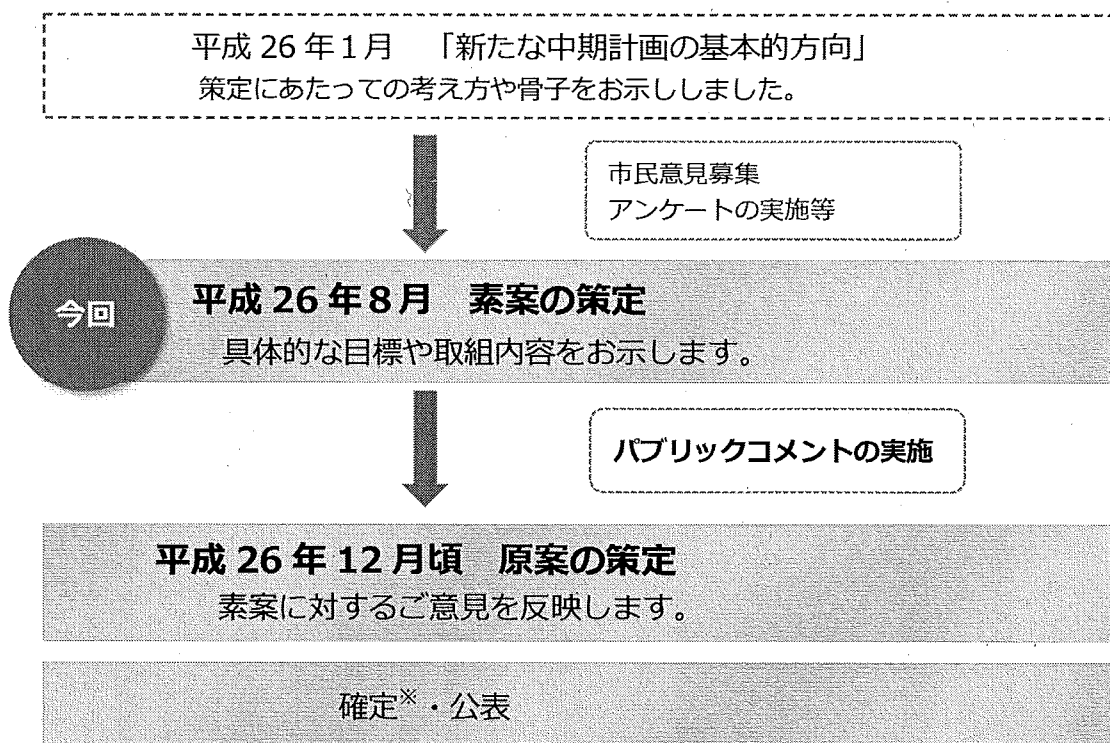 平成 26 年1月　「新たな中期計画の基本的方向」
策定にあたっての考え方や骨子をお示ししました。
市民意見募集
アンケートの実施等
今回
平成 26 年8月　素案の策定
具体的な目標や取組内容をお示します。
パブリックコメントの実施
平成 26 年 12 月頃　原案の策定
素案に対するご意見を反映します。
確定※・公表